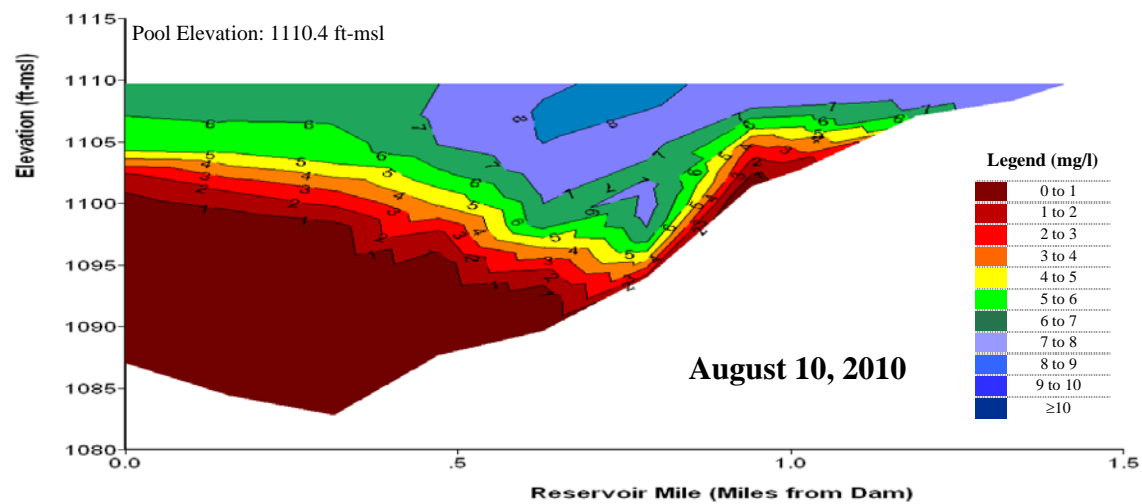 1115
Pool Elevation: 1110.4 ft-msl
1110
1105
1100
1095
1090
1085
1080
Elevation (ft-msl)
0.0 .5 1.0 1.5
Reservoir Mile (Miles from Dam)
August 10, 2010
Legend (mg/l)
0 to 1
1 to 2
2 to 3
3 to 4
4 to 5
5 to 6
6 to 7
7 to 8
8 to 9
9 to 10
≥10